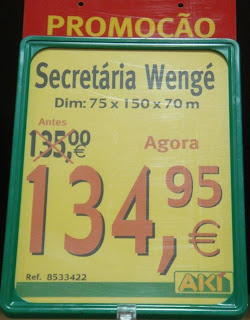 PROMOÇÃO
Secretária Wengé
Dim: 75 x 150 x 70 m
Antes
135,00 €
Agora
134,95 €
Ref. 8533422
AKI